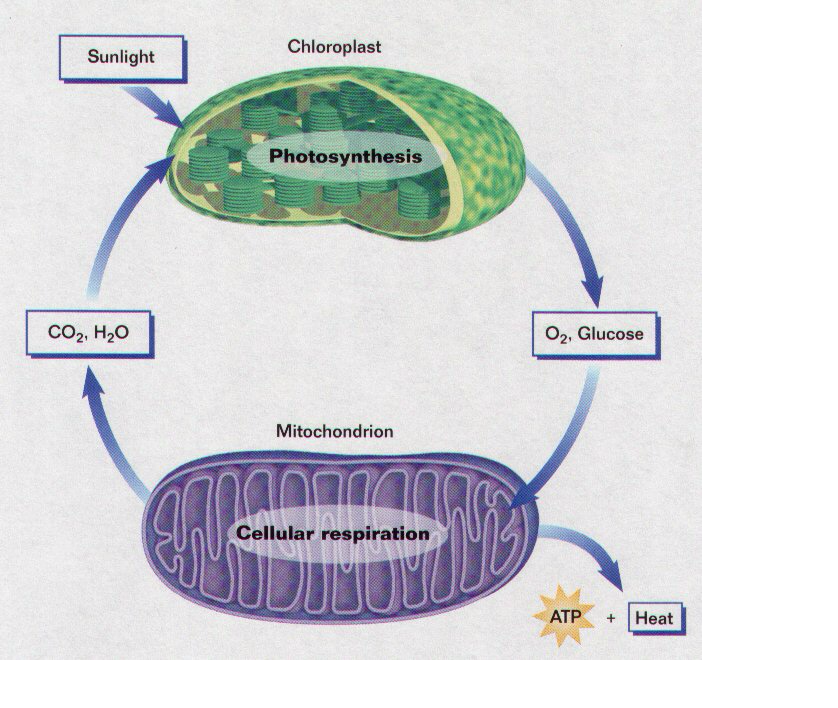 Sunlight
Chloroplast
Photosynthesis
CO₂, H₂O
O₂, Glucose
Mitochondrion
Cellular respiration
ATP + Heat